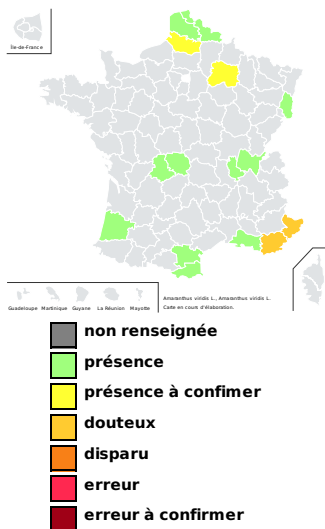 Île-de-France
Guadeloupe Martinique Guyane La Réunion Mayotte
Amaranthus viridis L., Amaranthus viridis L.
Carte en cours d'élaboration.
non renseignée
présence
présence à confimer
douteux
disparu
erreur
erreur à confirmer